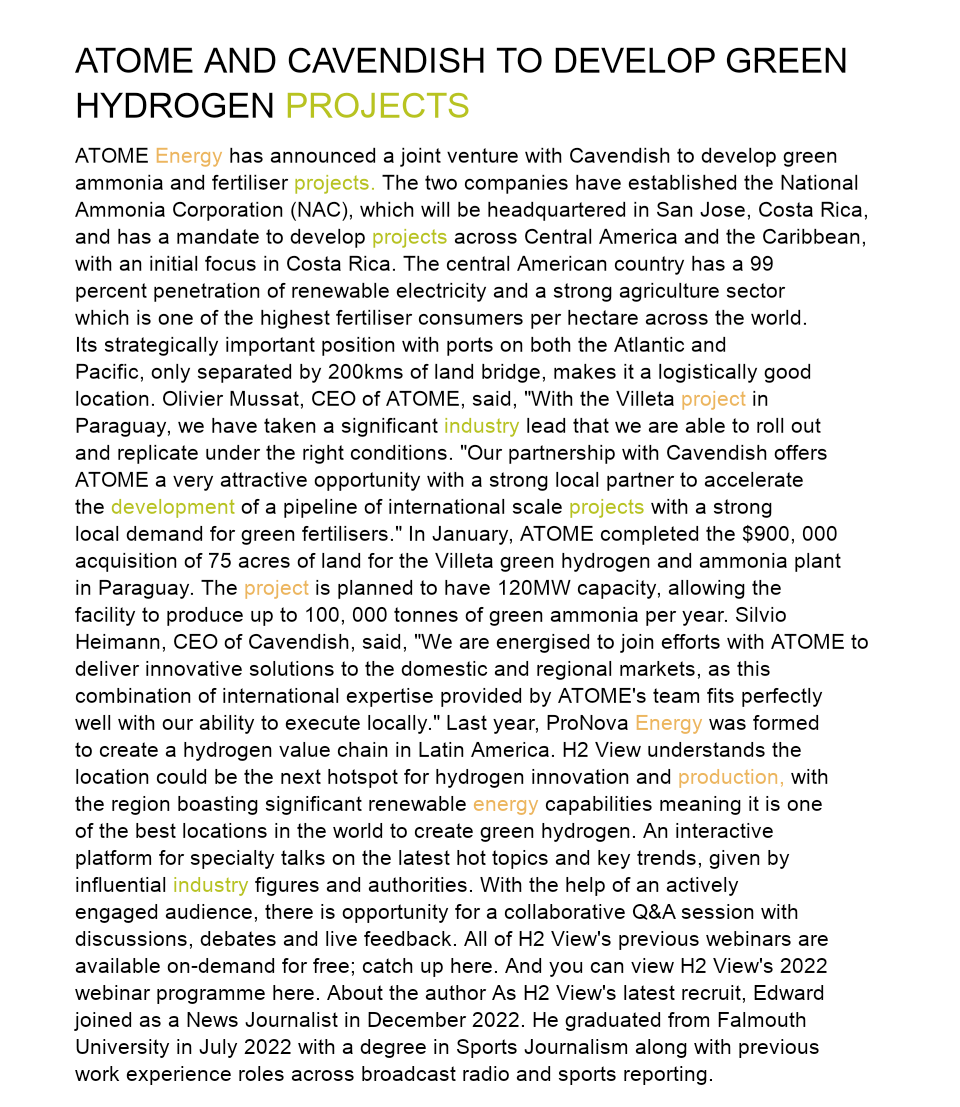 ATOME AND CAVENDISH TO DEVELOP GREEN
HYDROGEN PROJECTS
ATOME Energy has announced a joint venture with Cavendish to develop green
ammonia and fertiliser projects. The two companies have established the National
Ammonia Corporation (NAC), which will be headquartered in San Jose, Costa Rica,
and has a mandate to develop projects across Central America and the Caribbean,
with an initial focus in Costa Rica. The central American country has a 99
percent penetration of renewable electricity and a strong agriculture sector
which is one of the highest fertiliser consumers per hectare across the world.
Its strategically important position with ports on both the Atlantic and
Pacific, only separated by 200kms of land bridge, makes it a logistically good
location. Olivier Mussat, CEO of ATOME, said, "With the Villeta project in
Paraguay, we have taken a significant industry lead that we are able to roll out
and replicate under the right conditions. "Our partnership with Cavendish offers
ATOME a very attractive opportunity with a strong local partner to accelerate
the development of a pipeline of international scale projects with a strong
local demand for green fertilisers." In January, ATOME completed the $900, 000
acquisition of 75 acres of land for the Villeta green hydrogen and ammonia plant
in Paraguay. The project is planned to have 120MW capacity, allowing the
facility to produce up to 100, 000 tonnes of green ammonia per year. Silvio
Heimann, CEO of Cavendish, said, "We are energised to join efforts with ATOME to
deliver innovative solutions to the domestic and regional markets, as this
combination of international expertise provided by ATOME's team fits perfectly
well with our ability to execute locally." Last year, ProNova Energy was formed
to create a hydrogen value chain in Latin America. H2 View understands the
location could be the next hotspot for hydrogen innovation and production, with
the region boasting significant renewable energy capabilities meaning it is one
of the best locations in the world to create green hydrogen. An interactive
platform for specialty talks on the latest hot topics and key trends, given by
influential industry figures and authorities. With the help of an actively
engaged audience, there is opportunity for a collaborative Q&A session with
discussions, debates and live feedback. All of H2 View's previous webinars are
available on-demand for free; catch up here. And you can view H2 View's 2022
webinar programme here. About the author As H2 View's latest recruit, Edward
joined as a News Journalist in December 2022. He graduated from Falmouth
University in July 2022 with a degree in Sports Journalism along with previous
work experience roles across broadcast radio and sports reporting.